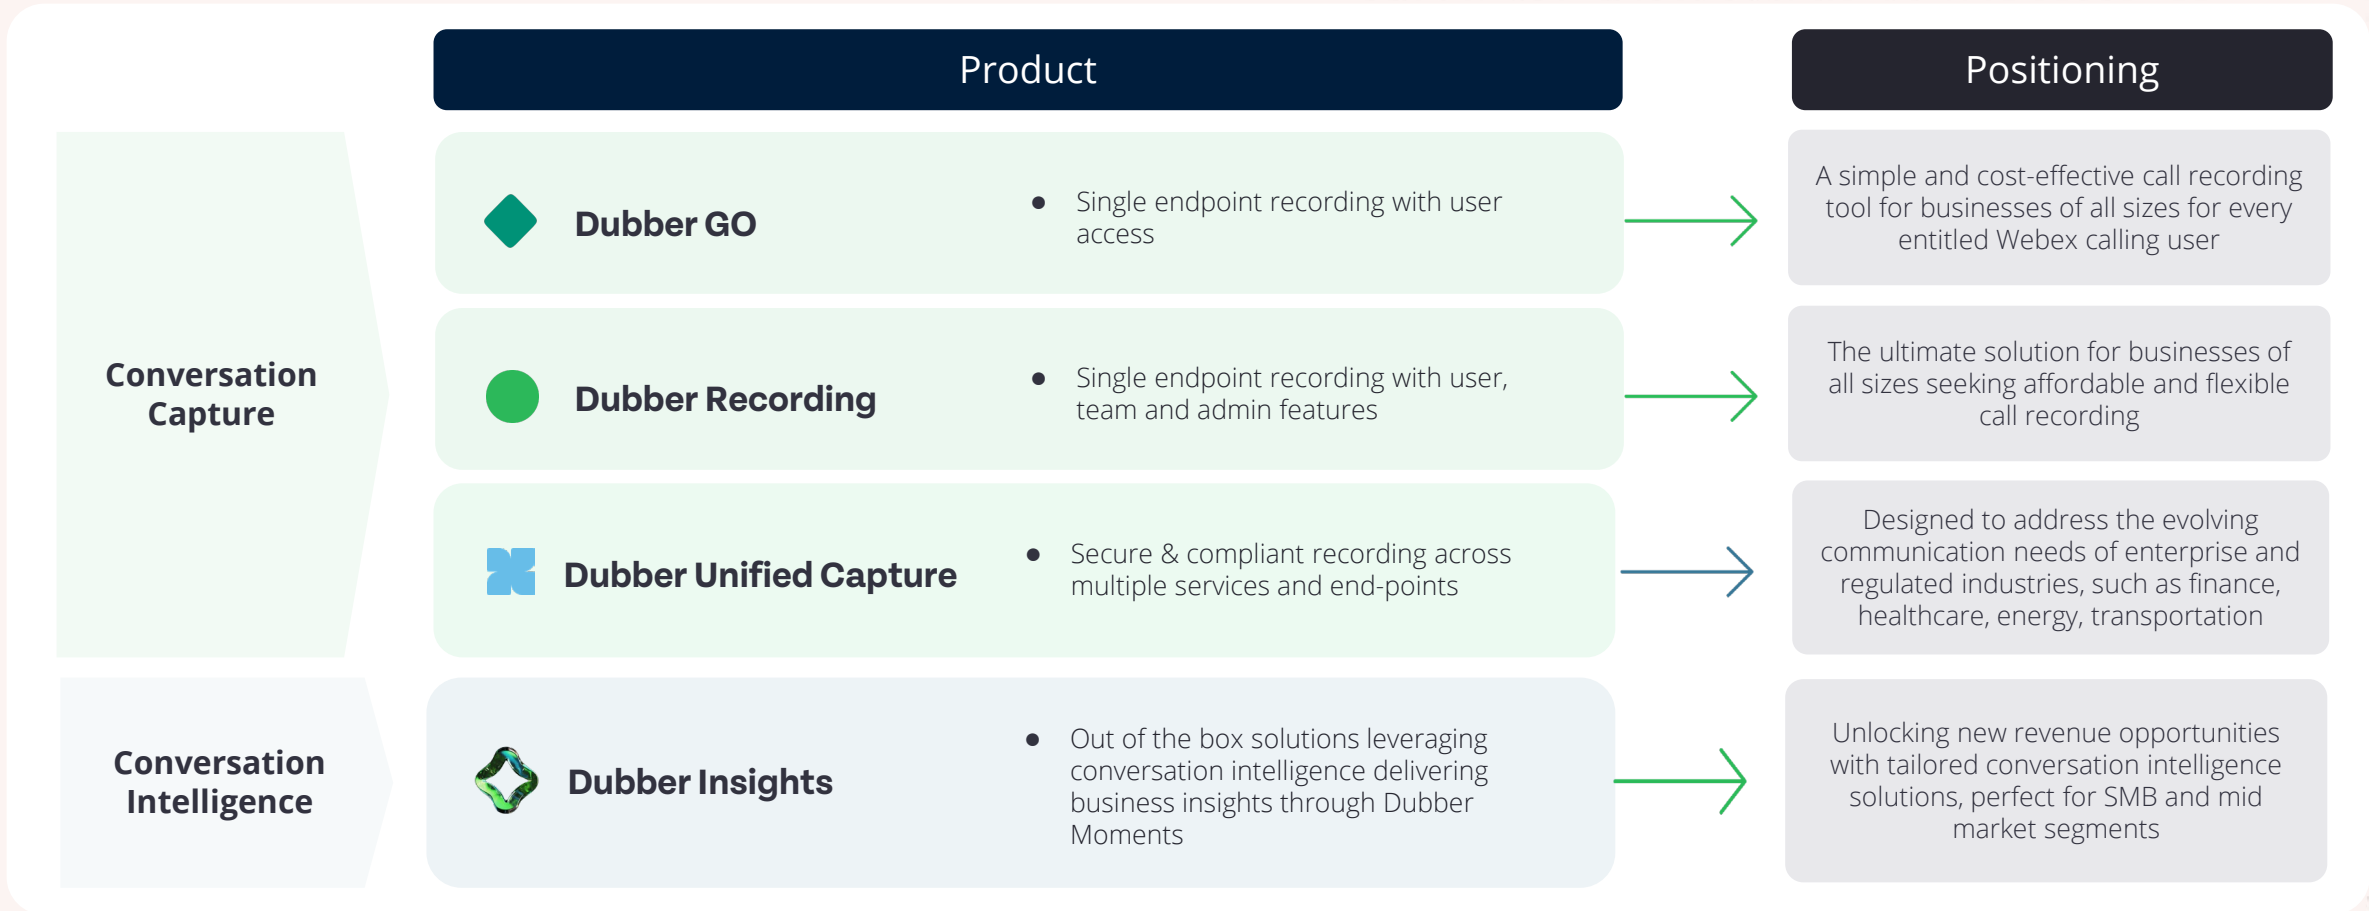 Product
Positioning
Conversation
Capture
Dubber GO
● Single endpoint recording with user
access
A simple and cost-effective call recording
tool for businesses of all sizes for every
entitled Webex calling user
Dubber Recording
● Single endpoint recording with user,
team and admin features
The ultimate solution for businesses of
all sizes seeking affordable and flexible
call recording
Dubber Unified Capture
● Secure & compliant recording across
multiple services and end-points
Designed to address the evolving
communication needs of enterprise and
regulated industries, such as finance,
healthcare, energy, transportation
Conversation
Intelligence
Dubber Insights
● Out of the box solutions leveraging
conversation intelligence delivering
business insights through Dubber
Moments
Unlocking new revenue opportunities
with tailored conversation intelligence
solutions, perfect for SMB and mid
market segments